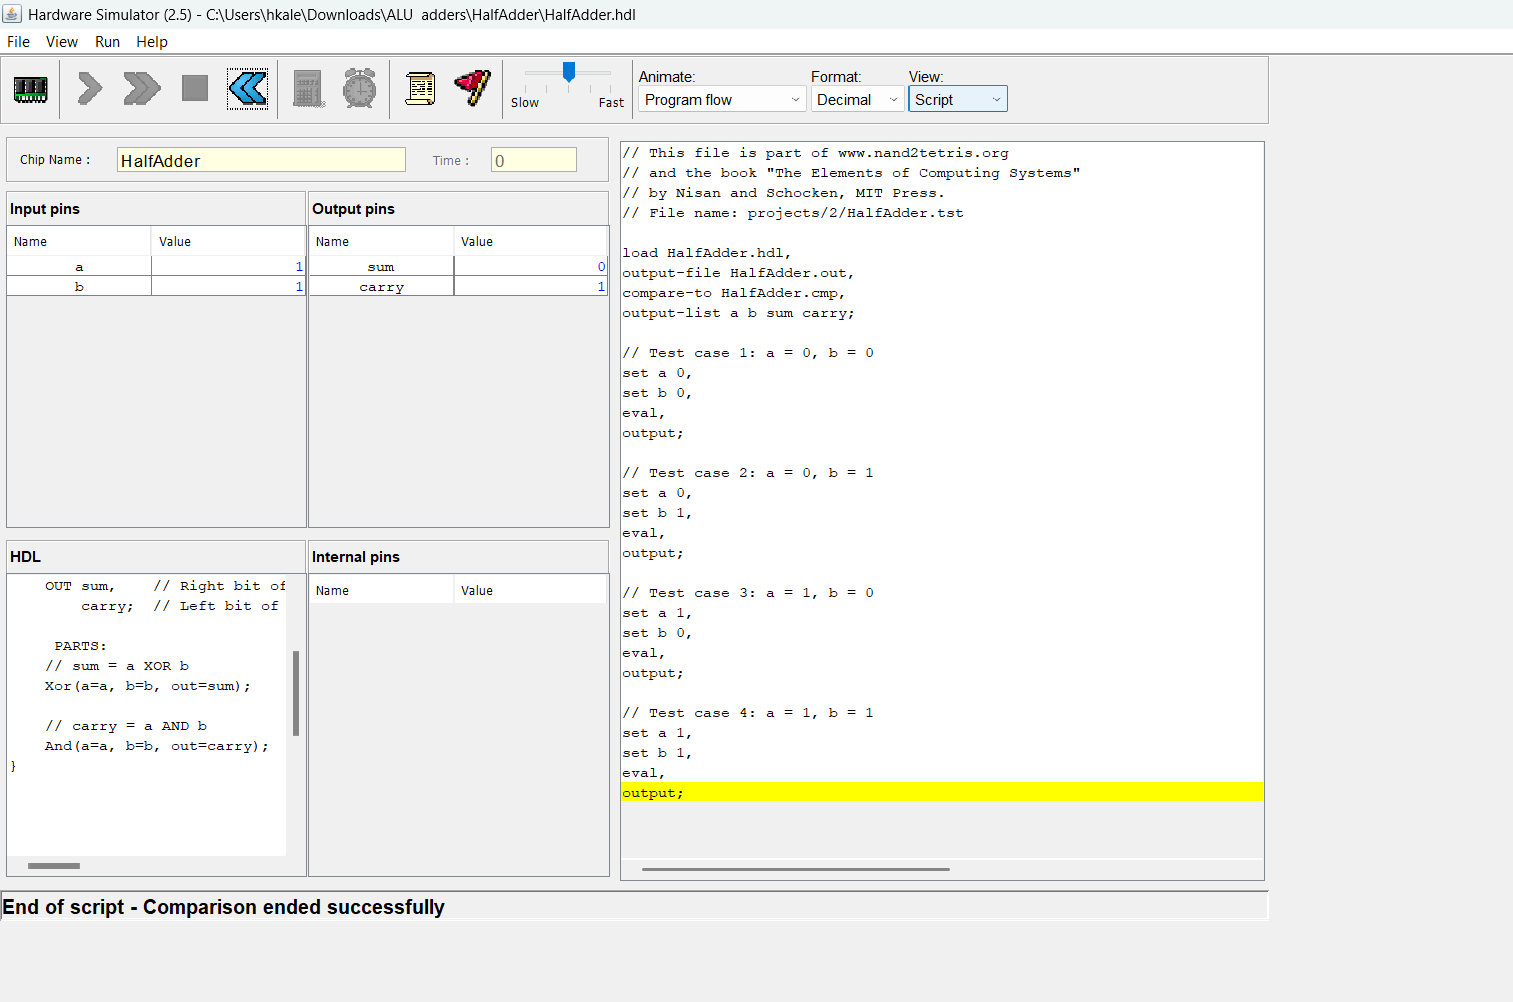 Hardware Simulator (2.5) - C:\Users\hkale\Downloads\ALU  adders\HalfAdder\HalfAdder.hdl
File View Run Help
Slow Fast
Animate: Format: View:
Program flow Decimal Script
Chip Name : HalfAdder Time : 0
Input pins
Name Value
a 1
b 1
Output pins
Name Value
sum 0
carry 1
HDL
OUT sum,    // Right bit of
carry;  // Left bit of
PARTS:
// sum = a XOR b
Xor(a=a, b=b, out=sum);
// carry = a AND b
And(a=a, b=b, out=carry);
}
Internal pins
Name Value
// This file is part of www.nand2tetris.org
// and the book "The Elements of Computing Systems"
// by Nisan and Schocken, MIT Press.
// File name: projects/2/HalfAdder.tst
load HalfAdder.hdl,
output-file HalfAdder.out,
compare-to HalfAdder.cmp,
output-list a b sum carry;
// Test case 1: a = 0, b = 0
set a 0,
set b 0,
eval,
output;
// Test case 2: a = 0, b = 1
set a 0,
set b 1,
eval,
output;
// Test case 3: a = 1, b = 0
set a 1,
set b 0,
eval,
output;
// Test case 4: a = 1, b = 1
set a 1,
set b 1,
eval,
output;
End of script - Comparison ended successfully